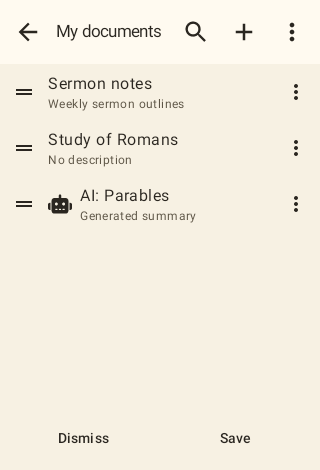 My documents
Sermon notes
Weekly sermon outlines
Study of Romans
No description
AI: Parables
Generated summary
Dismiss
Save